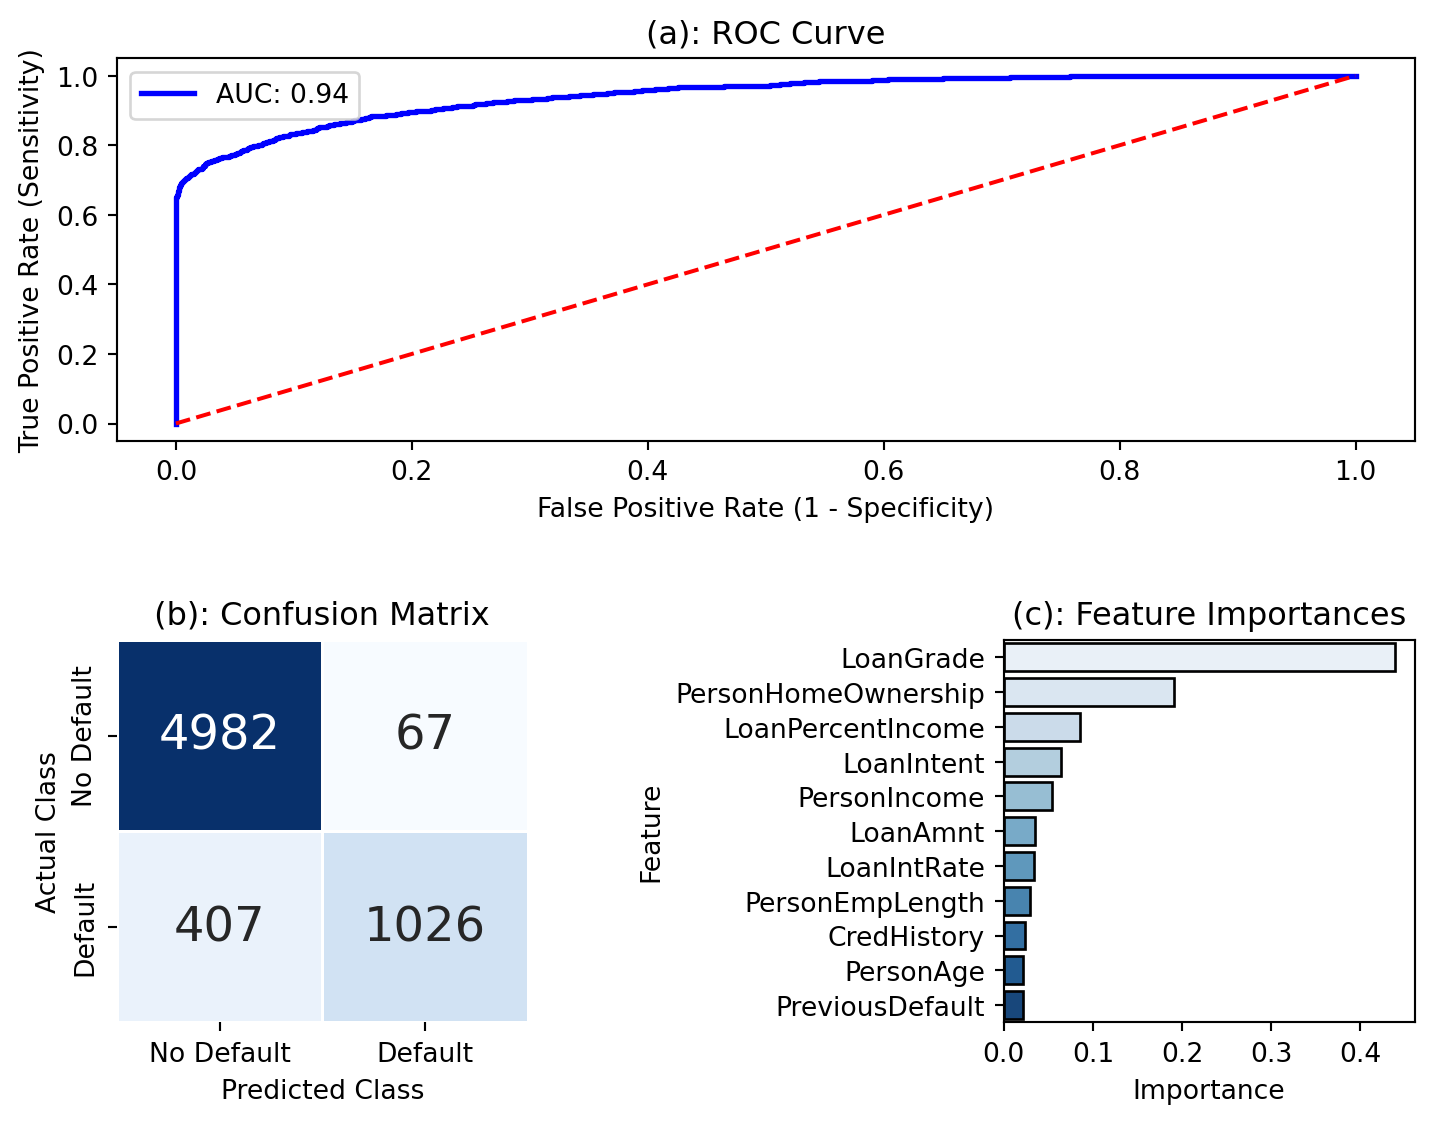 (a): ROC Curve
AUC: 0.94
True Positive Rate (Sensitivity)
1.0
0.8
0.6
0.4
0.2
0.0
0.0 0.2 0.4 0.6 0.8 1.0
False Positive Rate (1 - Specificity)
(b): Confusion Matrix
Actual Class
No Default
Default
4982 67
407 1026
No Default Default
Predicted Class
(c): Feature Importances
Feature
LoanGrade
PersonHomeOwnership
LoanPercentIncome
LoanIntent
PersonIncome
LoanAmnt
LoanIntRate
PersonEmpLength
CredHistory
PersonAge
PreviousDefault
0.0 0.1 0.2 0.3 0.4
Importance